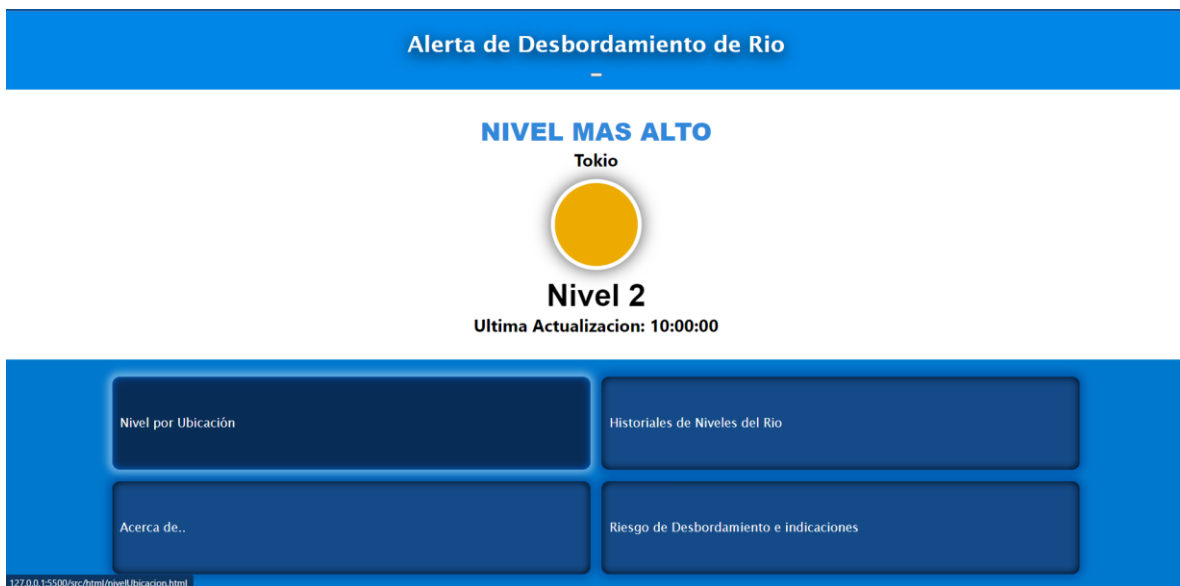 Alerta de Desbordamiento de Rio
–
NIVEL MAS ALTO
Tokio
Nivel 2
Ultima Actualizacion: 10:00:00
Nivel por Ubicación
Historiales de Niveles del Rio
Acerca de..
Riesgo de Desbordamiento e indicaciones
127.0.0.1:5500/src/html/nivelUbicacion.html